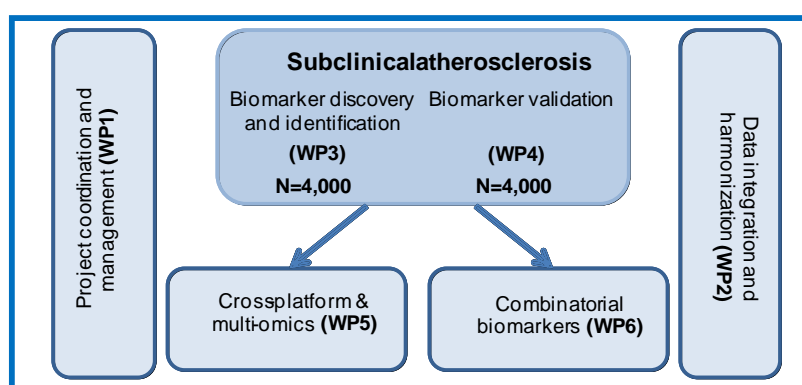 Project coordination and
management (WP1)
Subclinicalatherosclerosis
Biomarker discovery
and identification
(WP3)
N=4,000
Biomarker validation
(WP4)
N=4,000
Data integration and
harmonization (WP2)
Crossplatform &
multi-omics (WP5)
Combinatorial
biomarkers (WP6)